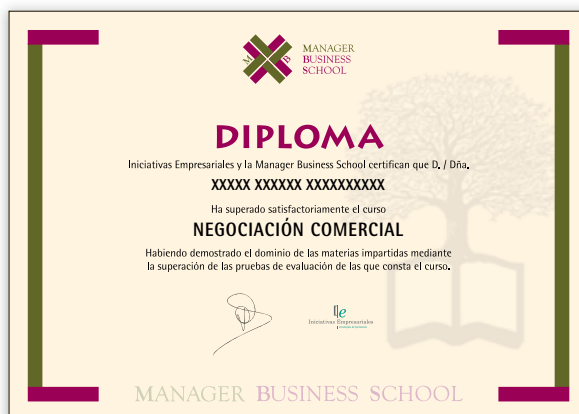 M B
MANAGER
BUSINESS
SCHOOL
DIPLOMA
Iniciativas Empresariales y la Manager Business School certifican que D. / Dña.
XXXXX XXXXXX XXXXXXXXXX
Ha superado satisfactoriamente el curso
NEGOCIACIÓN COMERCIAL
Habiendo demostrado el dominio de las materias impartidas mediante
la superación de las pruebas de evaluación de las que consta el curso.
Ie
Iniciativas Empresariales
MANAGER BUSINESS SCHOOL